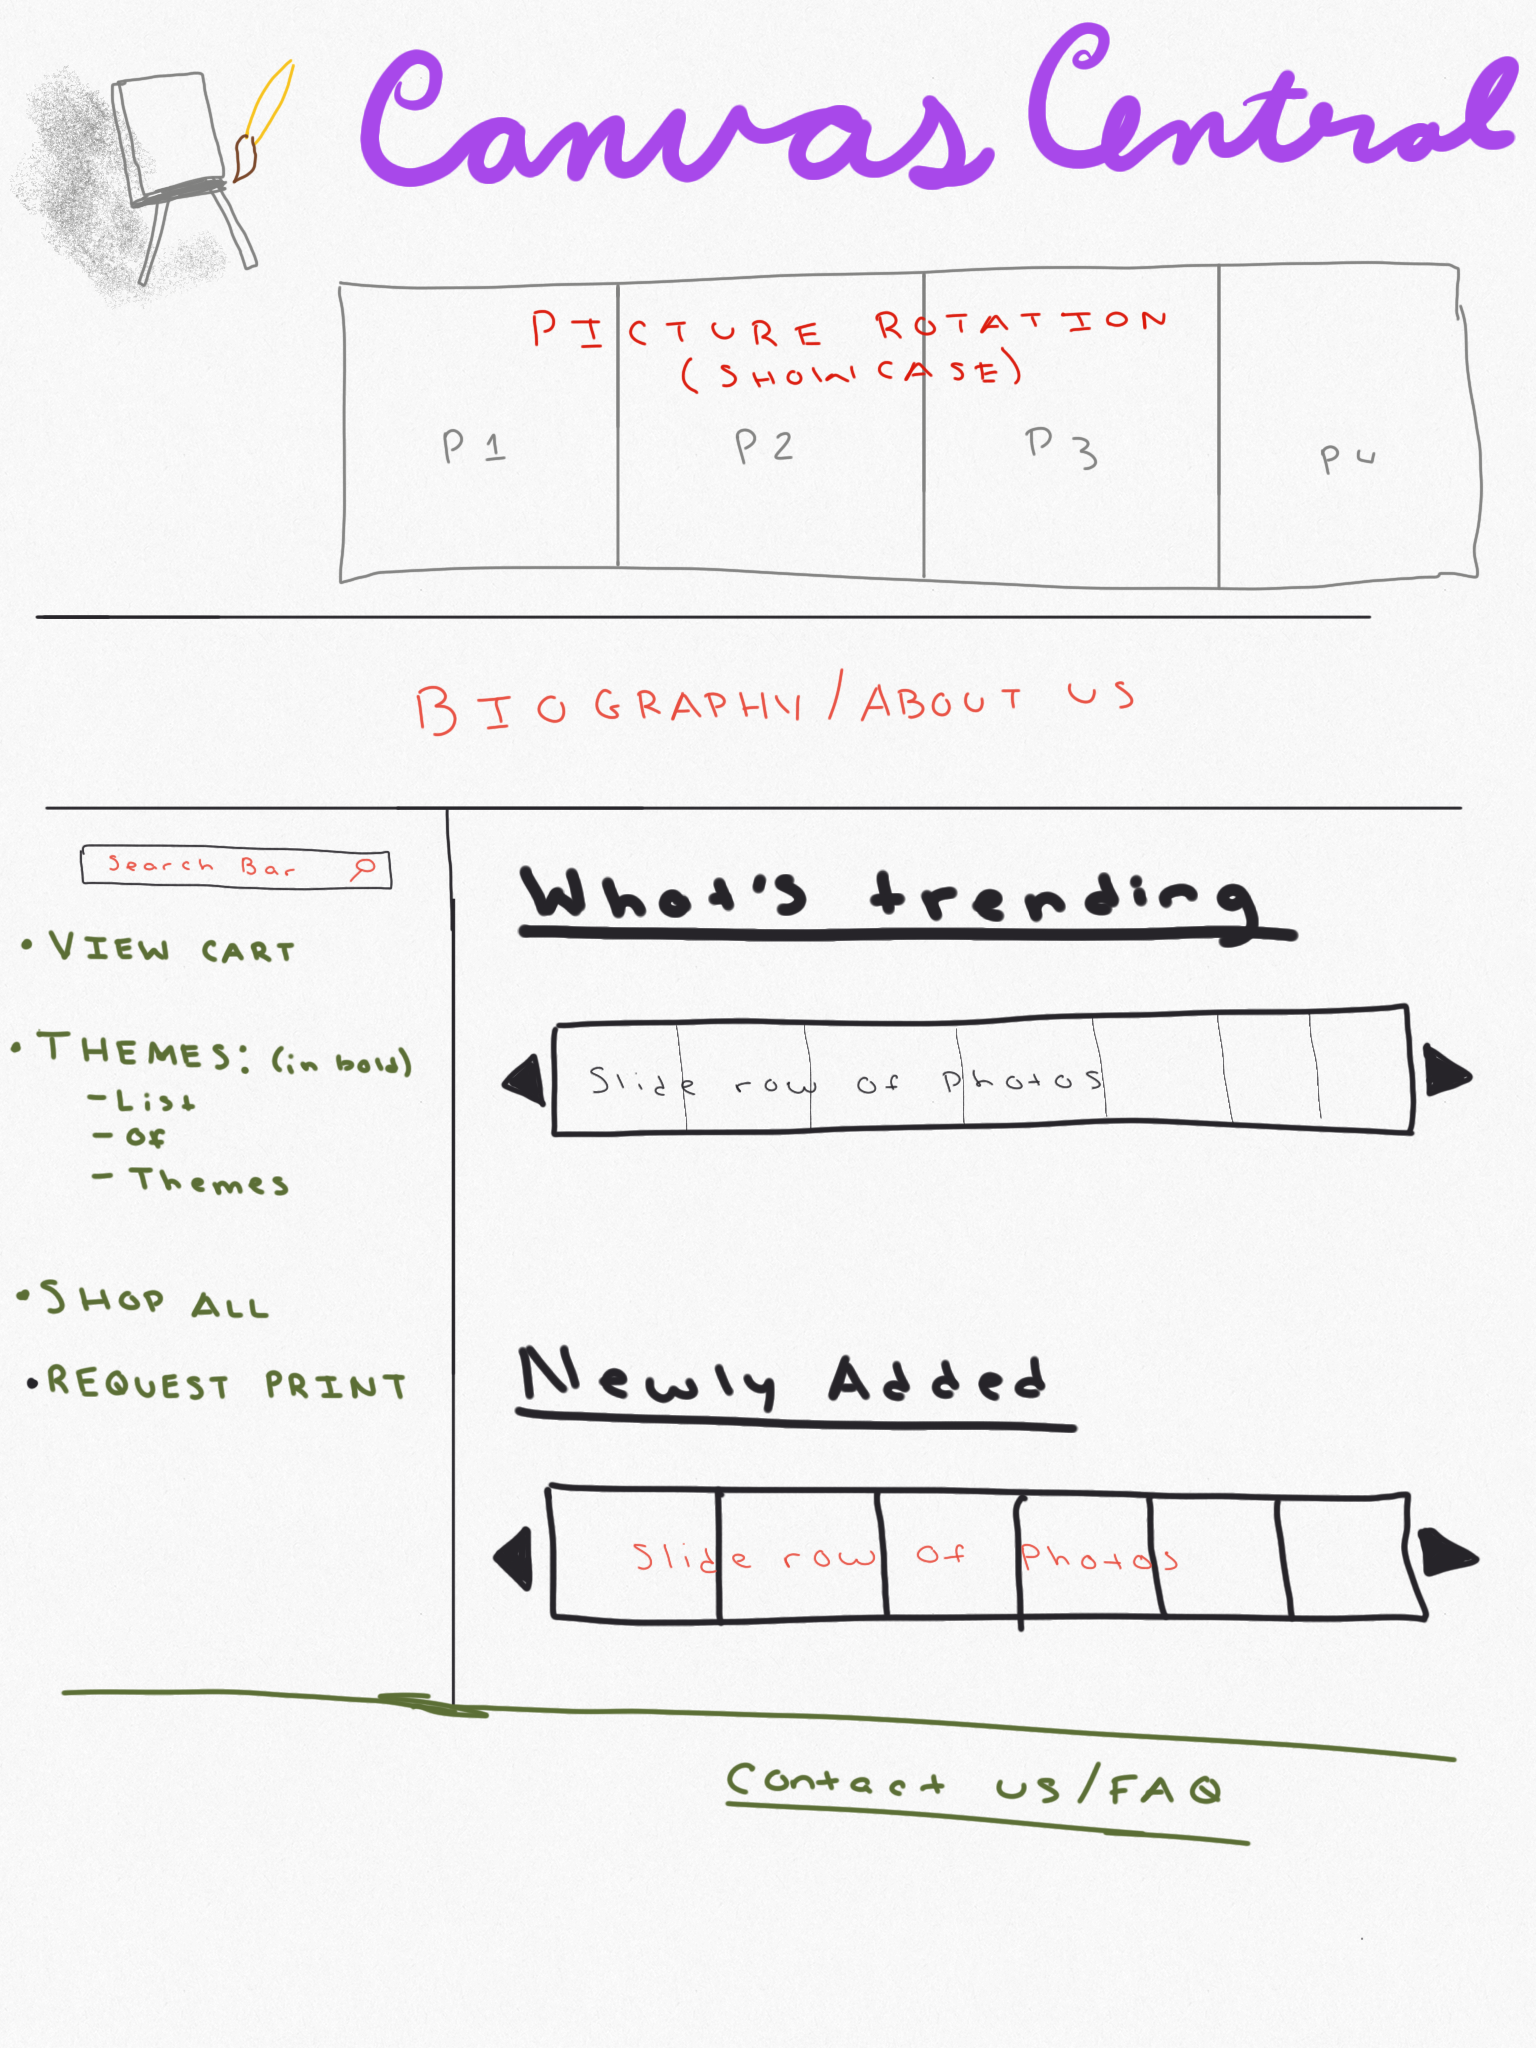 Canvas Central
PICTURE ROTATION
(SHOWCASE)
P1 P2 P3 P4
BIOGRAPHY/ABOUT US
Search Bar
What's trending
• VIEW CART
• THEMES: (in bold)
- List
- Of
- Themes
Slide row of Photos
• SHOP ALL
• REQUEST PRINT
Newly Added
Slide row of Photos
Contact us/FAQ